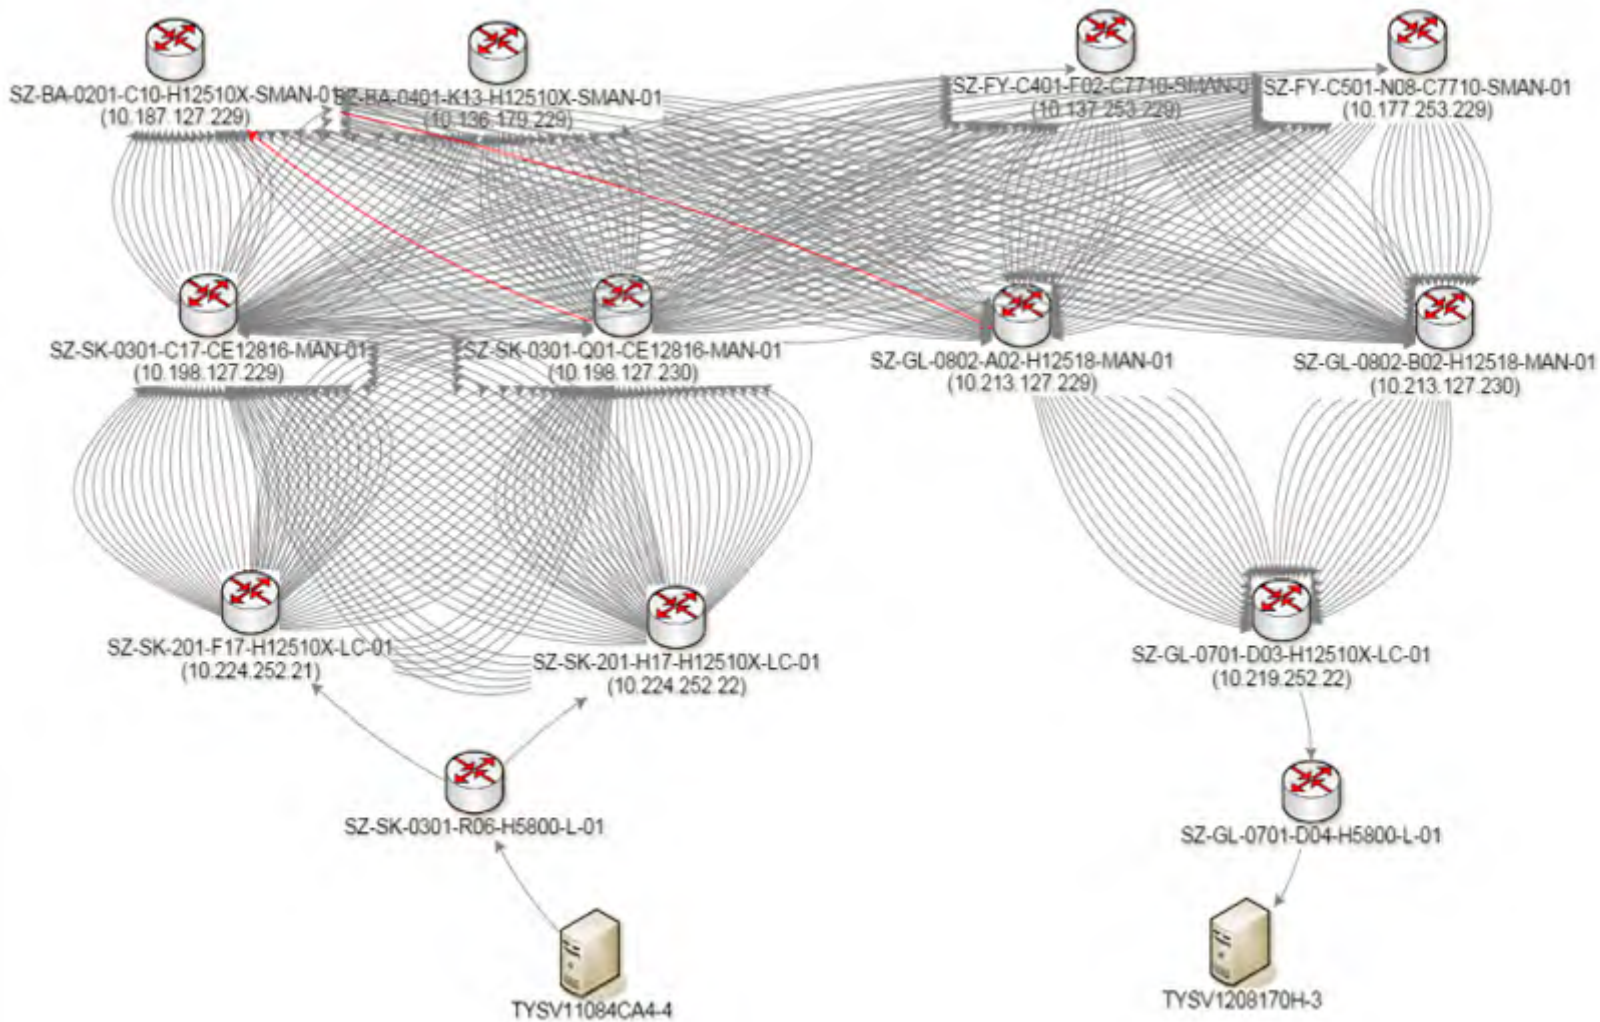 SZ-BA-0201-C10-H12510X-SMAN-01
(10.187.127.229)
SZ-BA-0401-K13-H12510X-SMAN-01
(10.136.179.229)
SZ-FY-C401-F02-C7710-SMAN-01
(10.137.253.229)
SZ-FY-C501-N08-C7710-SMAN-01
(10.177.253.229)
SZ-SK-0301-C17-CE12816-MAN-01
(10.198.127.229)
SZ-SK-0301-Q01-CE12816-MAN-01
(10.198.127.230)
SZ-GL-0802-A02-H12518-MAN-01
(10.213.127.229)
SZ-GL-0802-B02-H12518-MAN-01
(10.213.127.230)
SZ-SK-201-F17-H12510X-LC-01
(10.224.252.21)
SZ-SK-201-H17-H12510X-LC-01
(10.224.252.22)
SZ-GL-0701-D03-H12510X-LC-01
(10.219.252.22)
SZ-SK-0301-R06-H5800-L-01
SZ-GL-0701-D04-H5800-L-01
TYSV11084CA4-4
TYSV1208170H-3